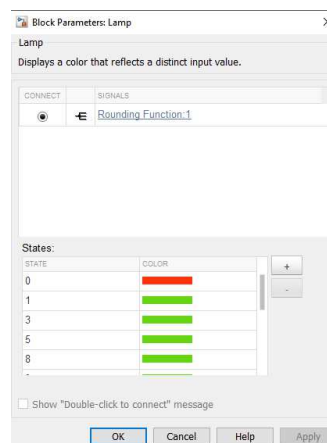 Block Parameters: Lamp
Lamp
Displays a color that reflects a distinct input value.
CONNECT SIGNALS
Rounding Function:1
States:
STATE COLOR
0
1
3
5
8
+
-
Show "Double-click to connect" message
OK Cancel Help Apply